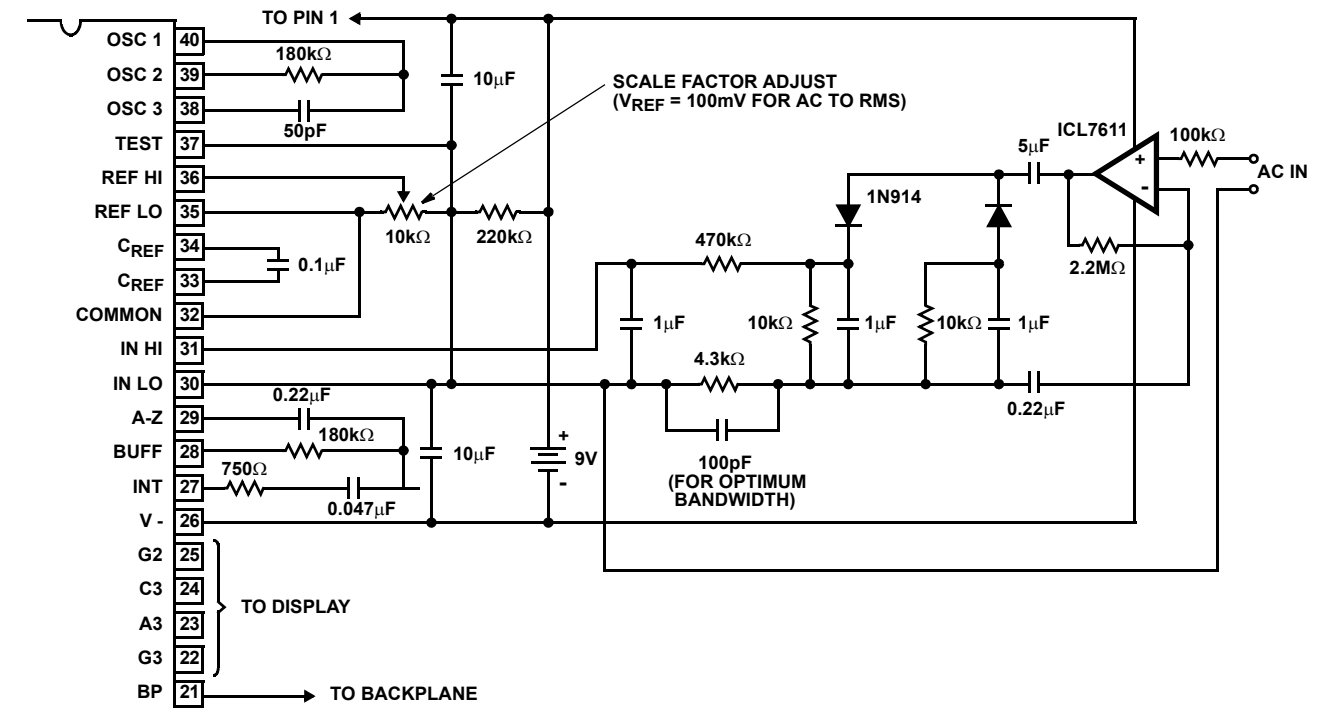 TO PIN 1
OSC 1 40
180kΩ
OSC 2 39
10µF
SCALE FACTOR ADJUST
(VREF = 100mV FOR AC TO RMS)
OSC 3 38
50pF
TEST 37
ICL7611
100kΩ
5µF
+
-
AC IN
REF HI 36
1N914
REF LO 35
10kΩ
220kΩ
CREF 34
0.1µF
470kΩ
2.2MΩ
CREF 33
COMMON 32
1µF
10kΩ
1µF
10kΩ
1µF
IN HI 31
4.3kΩ
IN LO 30
0.22µF
0.22µF
A-Z 29
180kΩ
BUFF 28
10µF
+
9V
-
100pF
(FOR OPTIMUM
BANDWIDTH)
750Ω
INT 27
0.047µF
V - 26
G2 25
C3 24
TO DISPLAY
A3 23
G3 22
BP 21
TO BACKPLANE